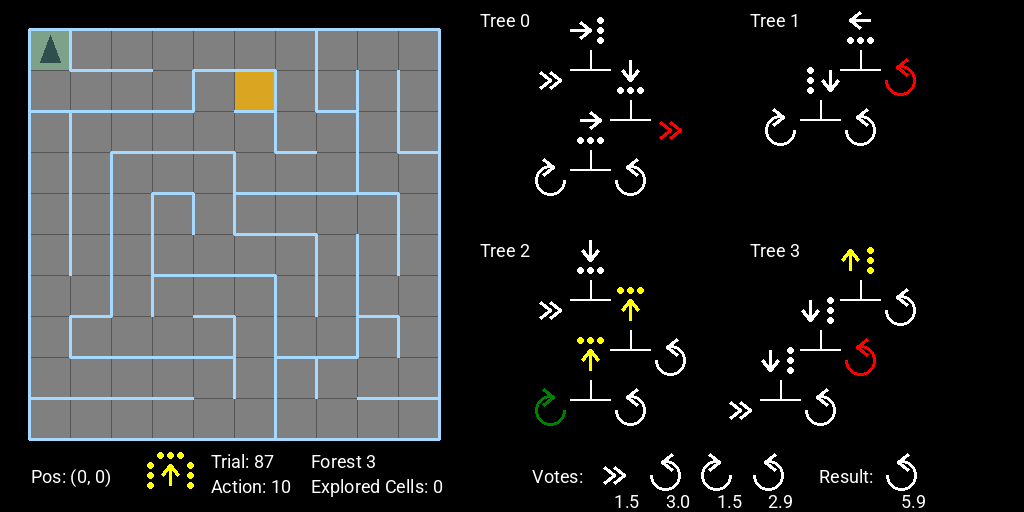 Tree 0
Tree 1
Tree 2
Tree 3
Pos: (0, 0)
Trial: 87
Forest 3
Action: 10
Explored Cells: 0
Votes:
1.5
3.0
1.5
2.9
Result:
5.9